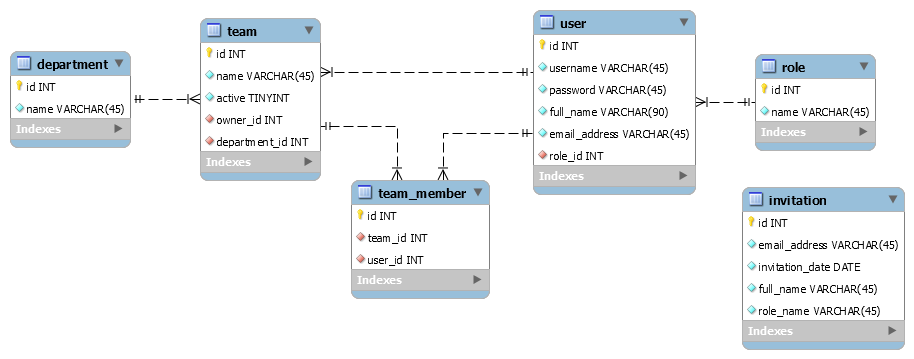 department
id INT
name VARCHAR(45)
Indexes
team
id INT
name VARCHAR(45)
active TINYINT
owner_id INT
department_id INT
Indexes
user
id INT
username VARCHAR(45)
password VARCHAR(45)
full_name VARCHAR(90)
email_address VARCHAR(45)
role_id INT
Indexes
role
id INT
name VARCHAR(45)
Indexes
team_member
id INT
team_id INT
user_id INT
Indexes
invitation
id INT
email_address VARCHAR(45)
invitation_date DATE
full_name VARCHAR(45)
role_name VARCHAR(45)
Indexes